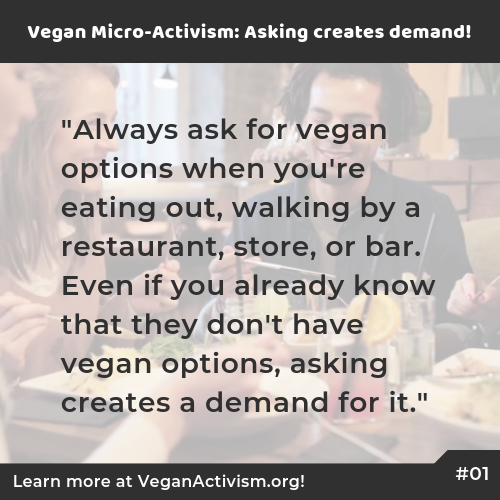 Vegan Micro-Activism: Asking creates demand!
"Always ask for vegan
options when you're
eating out, walking by a
restaurant, store, or bar.
Even if you already know
that they don't have
vegan options, asking
creates a demand for it."
#01
Learn more at VeganActivism.org!